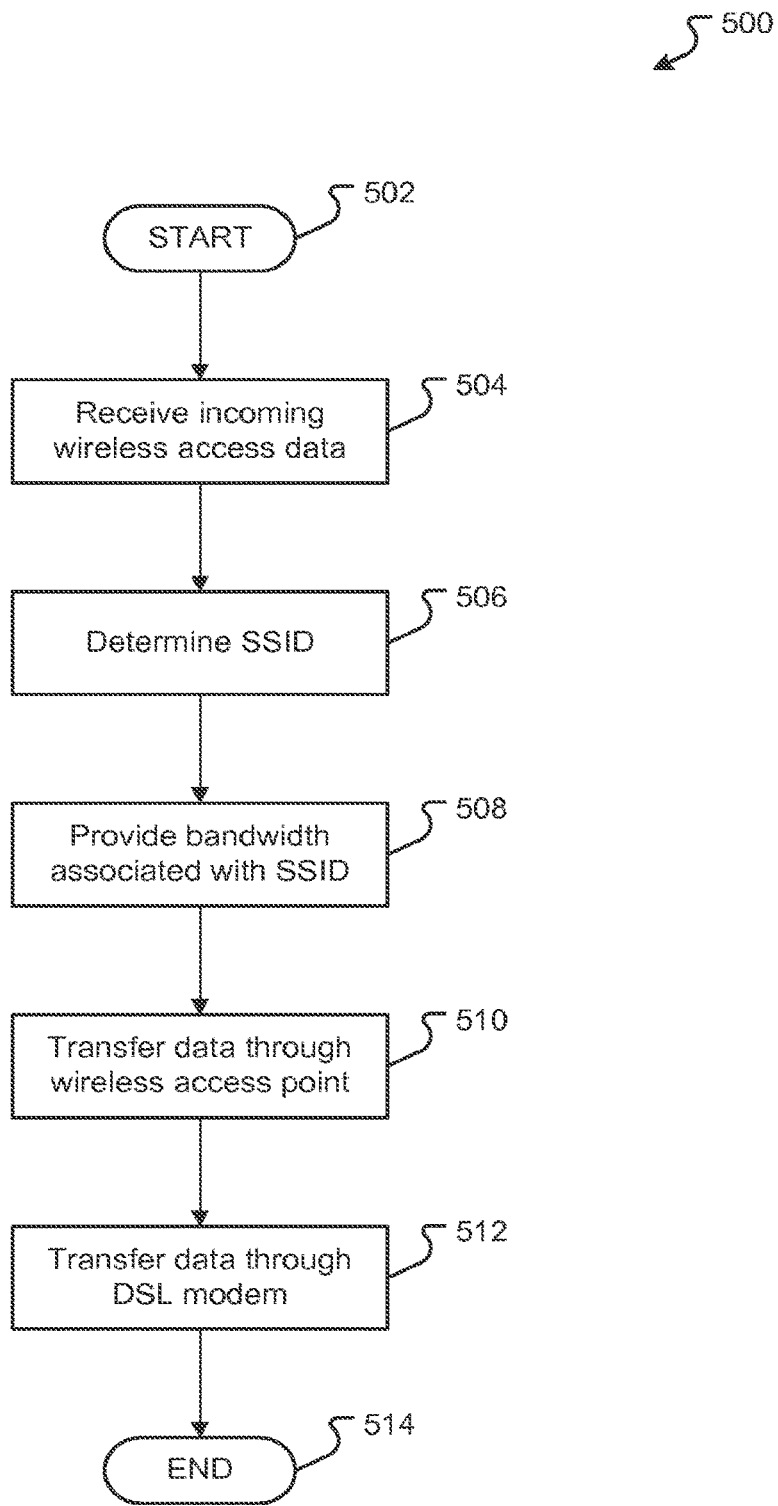 500
502
START
504
Receive incoming
wireless access data
506
Determine SSID
508
Provide bandwidth
associated with SSID
510
Transfer data through
wireless access point
512
Transfer data through
DSL modem
514
END